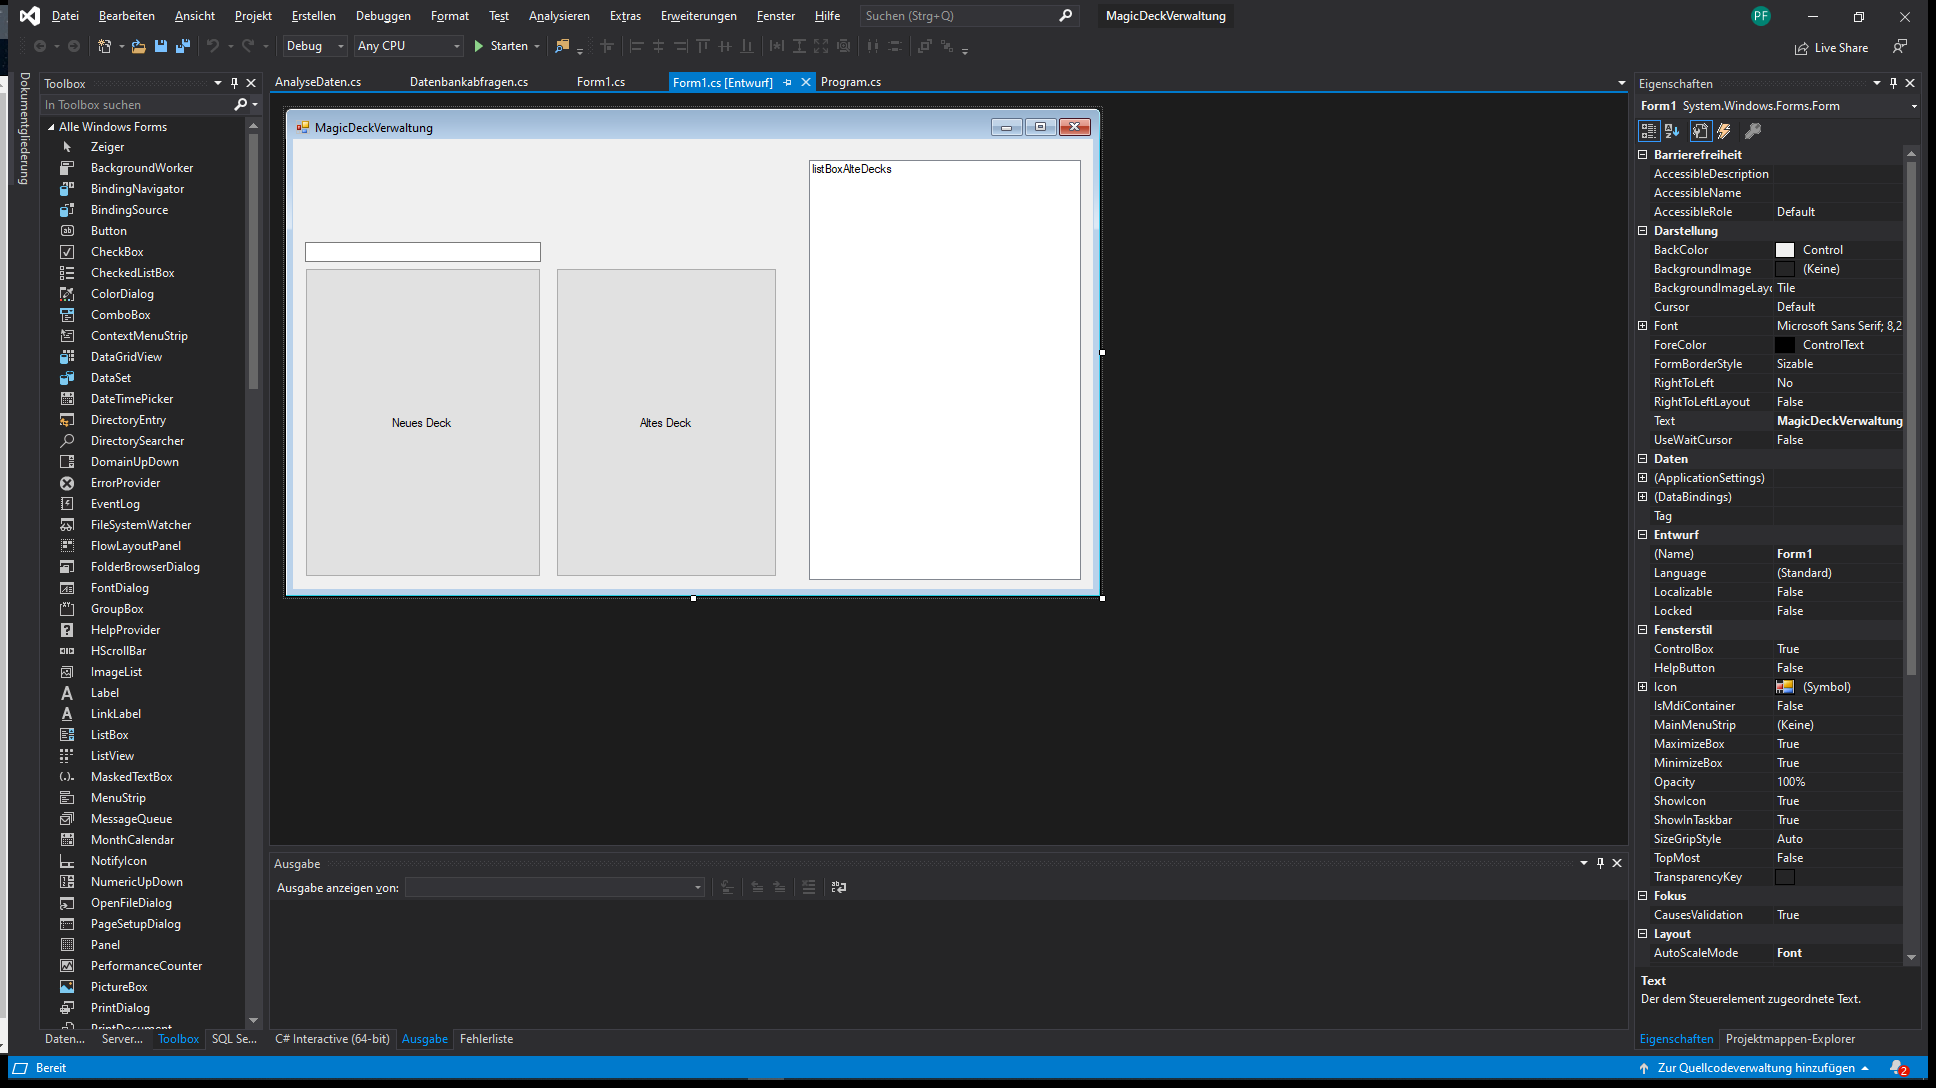 Datei Bearbeiten Ansicht Projekt Erstellen Debuggen Format Test Analysieren Extras Erweiterungen Fenster Hilfe Suchen (Strg+Q) MagicDeckVerwaltung PF
Debug Any CPU Starten Live Share
Dokumentgliederung
Toolbox
In Toolbox suchen
Alle Windows Forms
Zeiger
BackgroundWorker
BindingNavigator
BindingSource
Button
CheckBox
CheckedListBox
ColorDialog
ComboBox
ContextMenuStrip
DataGridView
DataSet
DateTimePicker
DirectoryEntry
DirectorySearcher
DomainUpDown
ErrorProvider
EventLog
FileSystemWatcher
FlowLayoutPanel
FolderBrowserDialog
FontDialog
GroupBox
HelpProvider
HScrollBar
ImageList
Label
LinkLabel
ListBox
ListView
MaskedTextBox
MenuStrip
MessageQueue
MonthCalendar
NotifyIcon
NumericUpDown
OpenFileDialog
PageSetupDialog
Panel
PerformanceCounter
PictureBox
PrintDialog
PrintDocument
Daten... Server... Toolbox SQL Se...
AnalyseDaten.cs Datenbankabfragen.cs Form1.cs Form1.cs [Entwurf] Program.cs
MagicDeckVerwaltung
listBoxAlteDecks
Neues Deck
Altes Deck
Ausgabe
Ausgabe anzeigen von:
C# Interactive (64-bit) Ausgabe Fehlerliste
Eigenschaften
Form1 System.Windows.Forms.Form
Barrierefreiheit
AccessibleDescription
AccessibleName
AccessibleRole Default
Darstellung
BackColor Control
BackgroundImage (Keine)
BackgroundImageLayo Tile
Cursor Default
Font Microsoft Sans Serif; 8,2
ForeColor ControlText
FormBorderStyle Sizable
RightToLeft No
RightToLeftLayout False
Text MagicDeckVerwaltung
UseWaitCursor False
Daten
(ApplicationSettings)
(DataBindings)
Tag
Entwurf
(Name) Form1
Language (Standard)
Localizable False
Locked False
Fensterstil
ControlBox True
HelpButton False
Icon (Symbol)
IsMdiContainer False
MainMenuStrip (Keine)
MaximizeBox True
MinimizeBox True
Opacity 100%
ShowIcon True
ShowInTaskbar True
SizeGripStyle Auto
TopMost False
TransparencyKey
Fokus
CausesValidation True
Layout
AutoScaleMode Font
Text
Der dem Steuerelement zugeordnete Text.
Eigenschaften Projektmappen-Explorer
Bereit Zur Quellcodeverwaltung hinzufügen 2